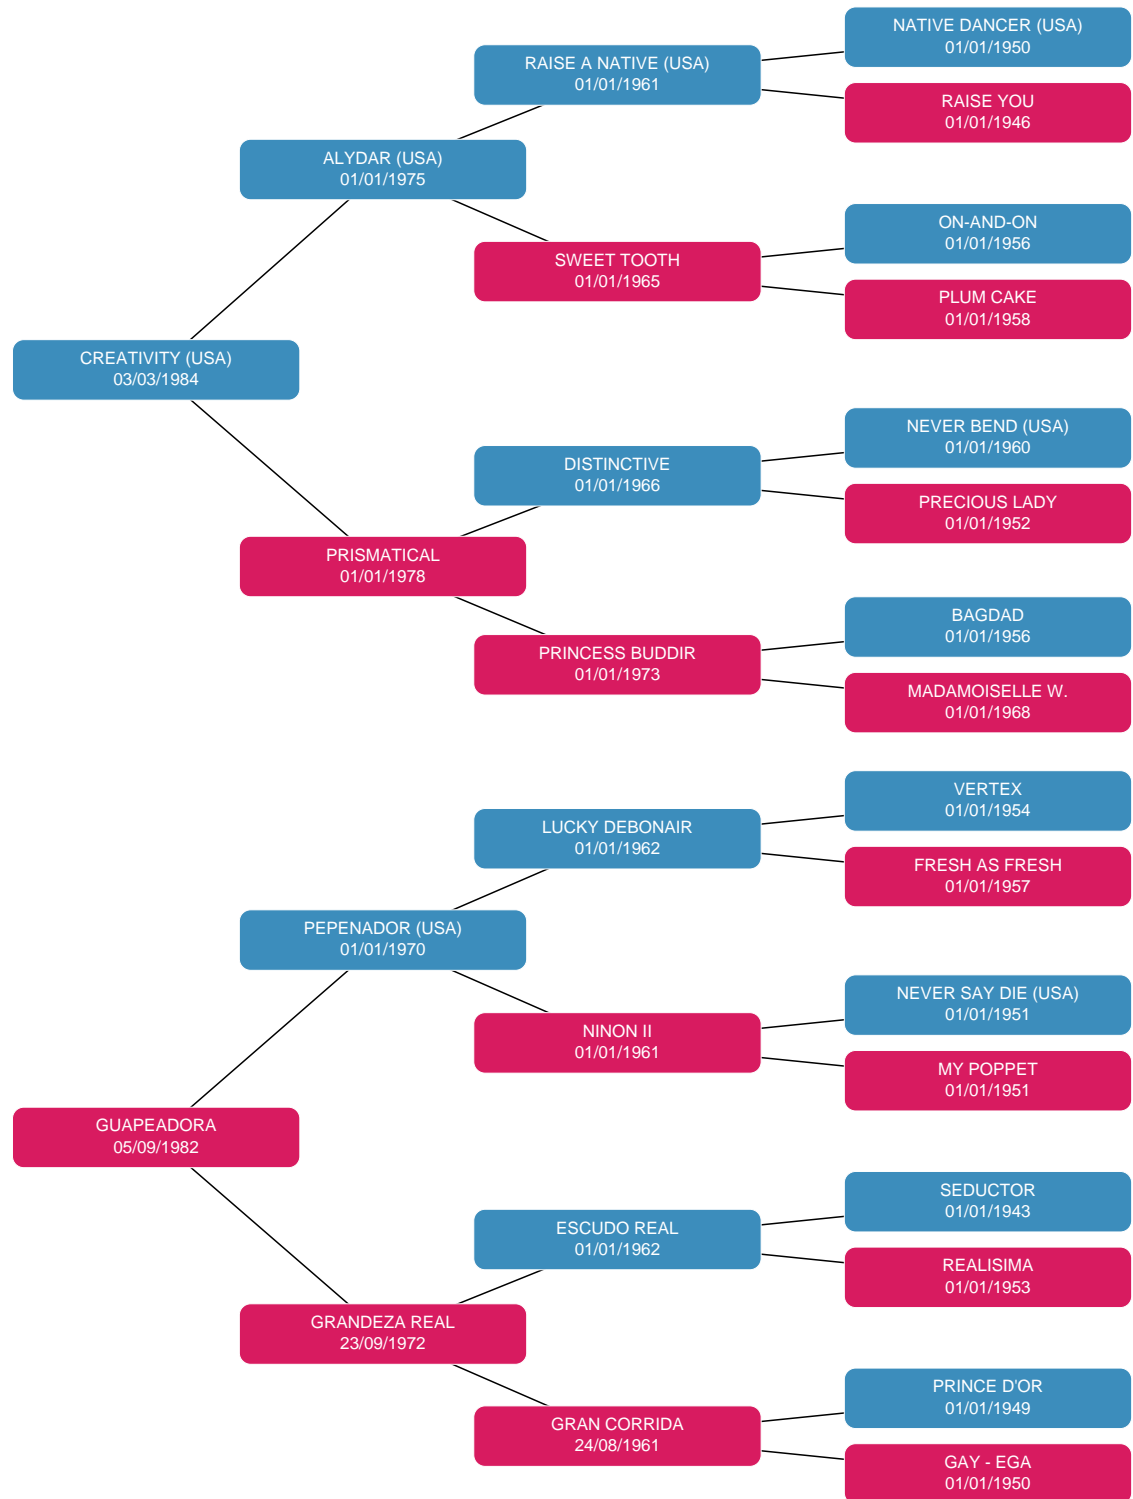 NATIVE DANCER (USA)
01/01/1950
RAISE A NATIVE (USA)
01/01/1961
RAISE YOU
01/01/1946
ALYDAR (USA)
01/01/1975
ON-AND-ON
01/01/1956
SWEET TOOTH
01/01/1965
PLUM CAKE
01/01/1958
CREATIVITY (USA)
03/03/1984
NEVER BEND (USA)
01/01/1960
DISTINCTIVE
01/01/1966
PRECIOUS LADY
01/01/1952
PRISMATICAL
01/01/1978
BAGDAD
01/01/1956
PRINCESS BUDDIR
01/01/1973
MADAMOISELLE W.
01/01/1968
VERTEX
01/01/1954
LUCKY DEBONAIR
01/01/1962
FRESH AS FRESH
01/01/1957
PEPENADOR (USA)
01/01/1970
NEVER SAY DIE (USA)
01/01/1951
NINON II
01/01/1961
MY POPPET
01/01/1951
GUAPEADORA
05/09/1982
SEDUCTOR
01/01/1943
ESCUDO REAL
01/01/1962
REALISIMA
01/01/1953
GRANDEZA REAL
23/09/1972
PRINCE D'OR
01/01/1949
GRAN CORRIDA
24/08/1961
GAY - EGA
01/01/1950